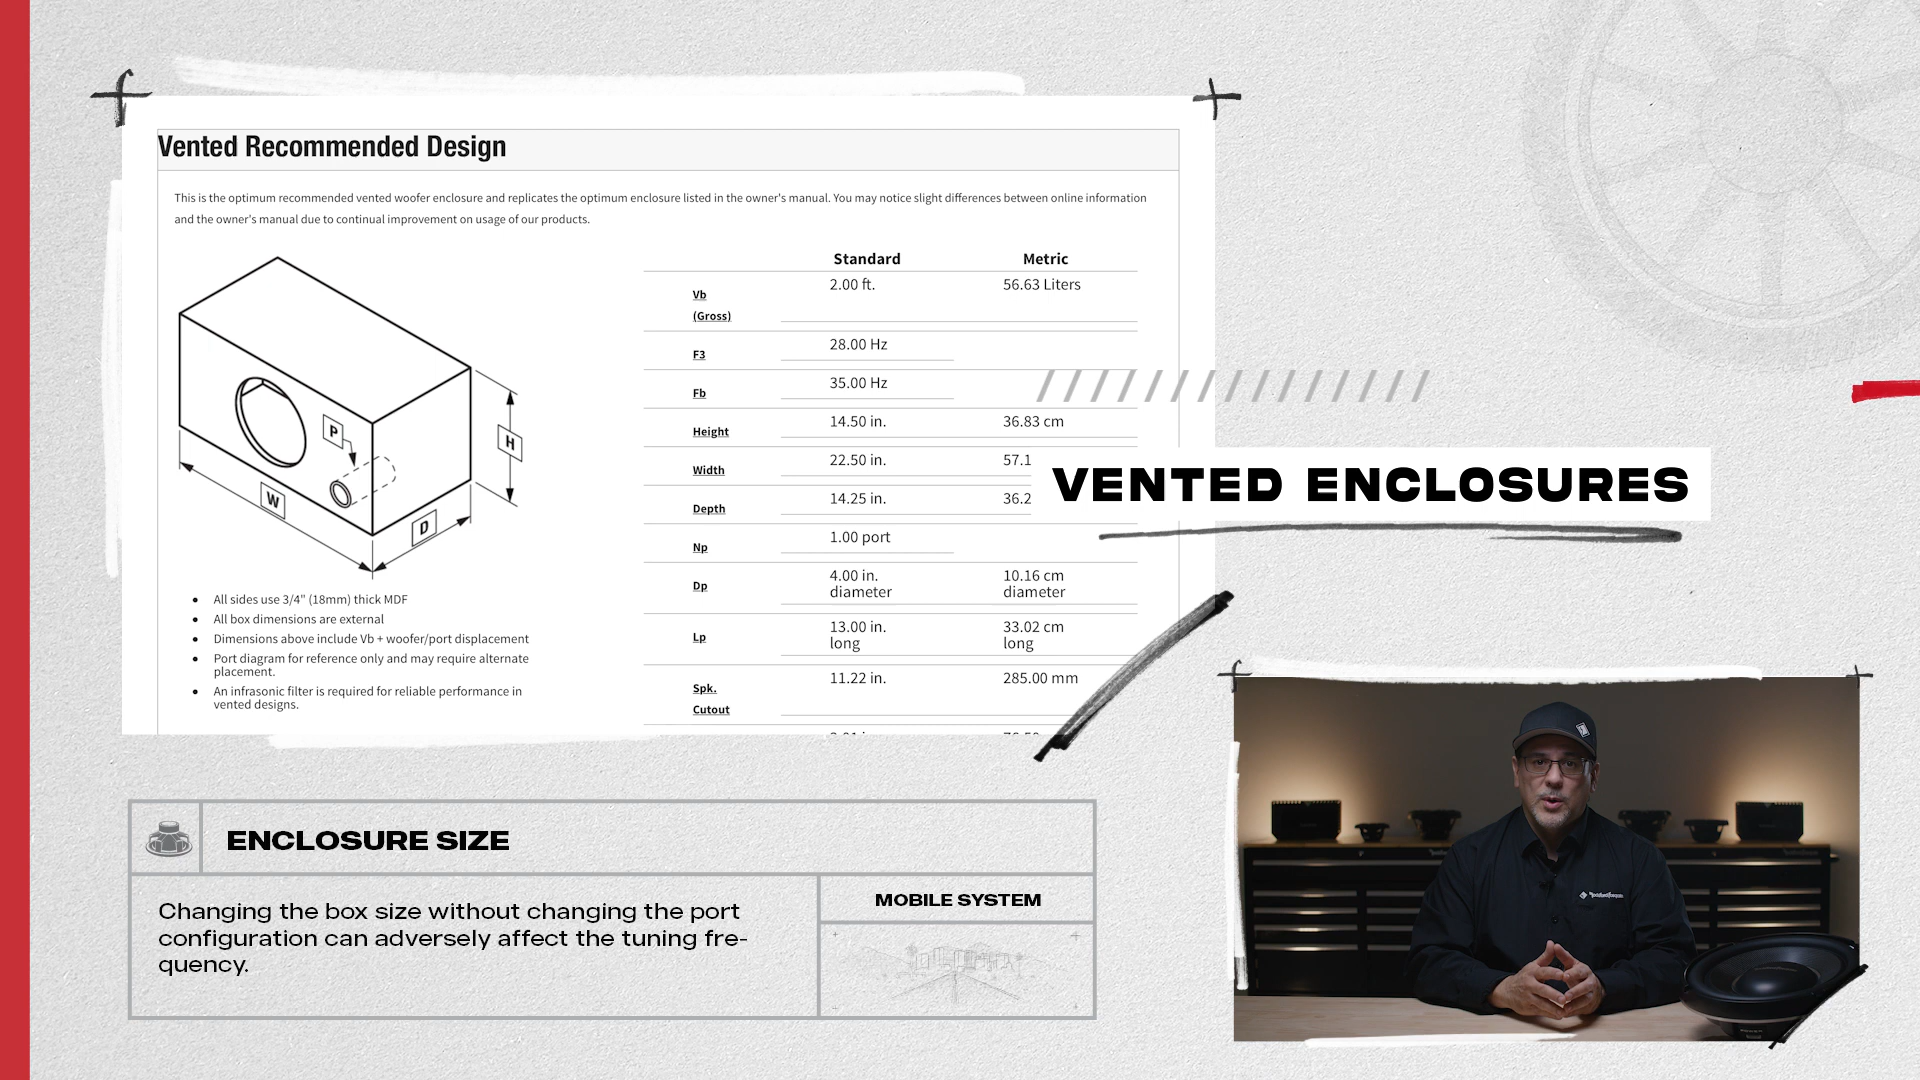 Vented Recommended Design
This is the optimum recommended vented woofer enclosure and replicates the optimum enclosure listed in the owner's manual. You may notice slight differences between online information
and the owner's manual due to continual improvement on usage of our products.
Standard Metric
Vb
(Gross)
2.00 ft. 56.63 Liters
F3 28.00 Hz
Fb 35.00 Hz
Height 14.50 in. 36.83 cm
Width 22.50 in. 57.1
Depth 14.25 in. 36.2
Np 1.00 port
Dp 4.00 in.
diameter
10.16 cm
diameter
Lp 13.00 in.
long
33.02 cm
long
Spk.
Cutout
11.22 in. 285.00 mm
P
H
W
D
• All sides use 3/4" (18mm) thick MDF
• All box dimensions are external
• Dimensions above include Vb + woofer/port displacement
• Port diagram for reference only and may require alternate
placement.
• An infrasonic filter is required for reliable performance in
vented designs.
VENTED ENCLOSURES
ENCLOSURE SIZE
Changing the box size without changing the port
configuration can adversely affect the tuning fre-
quency.
MOBILE SYSTEM